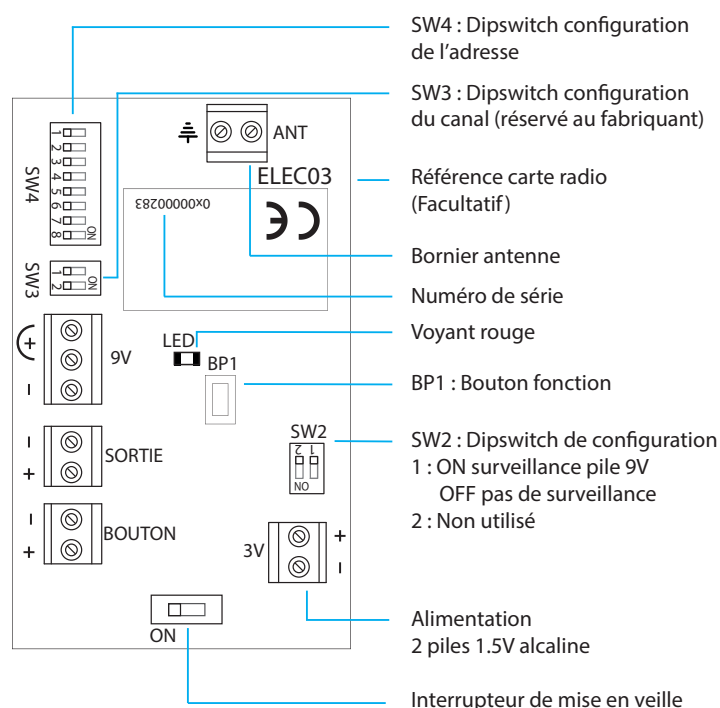 SW4 : Dipswitch configuration
de l’adresse
SW3 : Dipswitch configuration
du canal (réservé au fabriquant)
ANT
ELEC03
Référence carte radio
(Facultatif)
SW4
1
2
3
4
5
6
7
8
ON
0x00000283
CE
Bornier antenne
Numéro de série
SW3
1
2
ON
LED
Voyant rouge
+
9V
-
BP1
BP1 : Bouton fonction
SW2
2 1
ON
SW2 : Dipswitch de configuration
1 : ON surveillance pile 9V
OFF pas de surveillance
2 : Non utilisé
-
SORTIE
+
-
BOUTON
+
3V
+
-
ON
Alimentation
2 piles 1.5V alcaline
Interrupteur de mise en veille